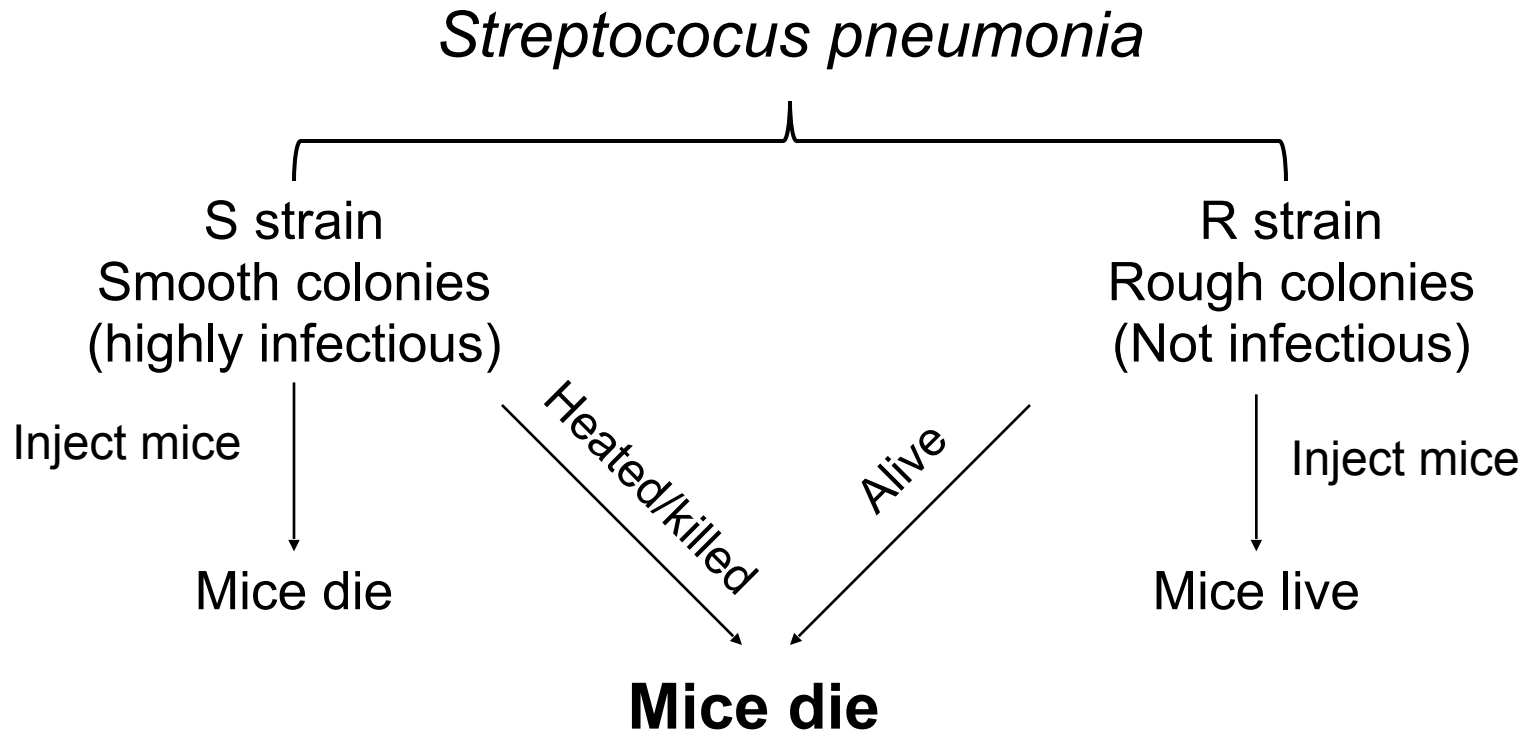 Streptococus pneumonia
S strain
Smooth colonies
(highly infectious)
R strain
Rough colonies
(Not infectious)
Inject mice
Heated/killed
Alive
Inject mice
Mice die
Mice live
Mice die